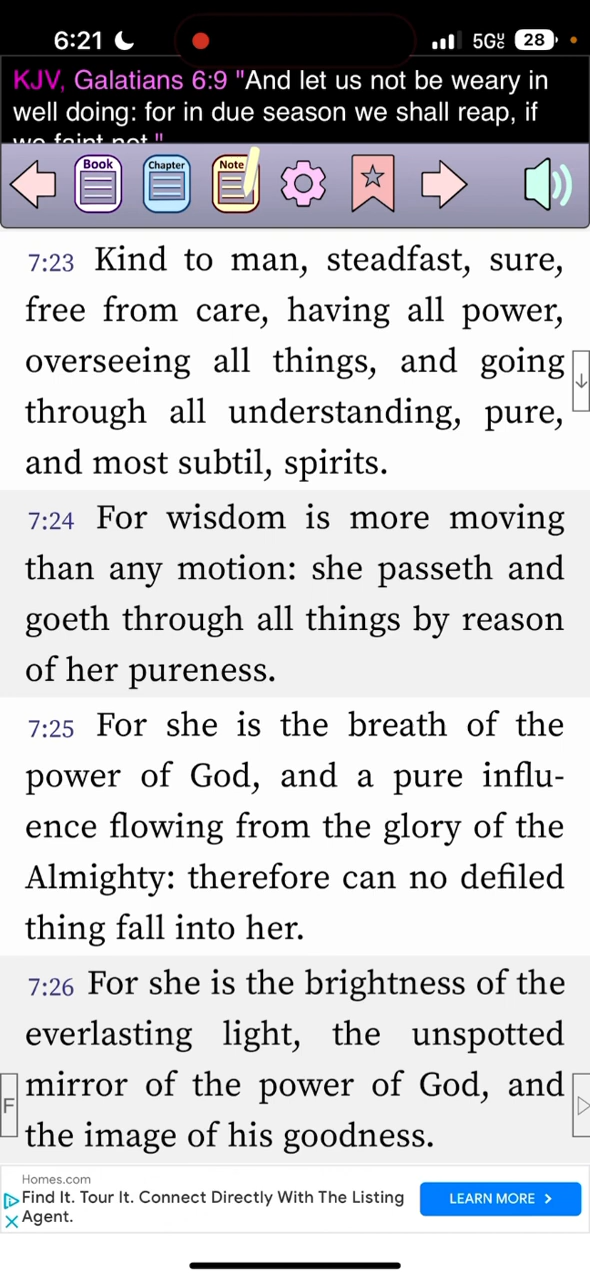 6:21
5G
28
KJV, Galatians 6:9 "And let us not be weary in
well doing: for in due season we shall reap, if
we faint not."
Book
Chapter
Note
7:23 Kind to man, steadfast, sure,
free from care, having all power,
overseeing all things, and going
through all understanding, pure,
and most subtil, spirits.
7:24 For wisdom is more moving
than any motion: she passeth and
goeth through all things by reason
of her pureness.
7:25 For she is the breath of the
power of God, and a pure influ-
ence flowing from the glory of the
Almighty: therefore can no defiled
thing fall into her.
7:26 For she is the brightness of the
everlasting light, the unspotted
F
mirror of the power of God, and
the image of his goodness.
Homes.com
Find It. Tour It. Connect Directly With The Listing
Agent.
LEARN MORE >